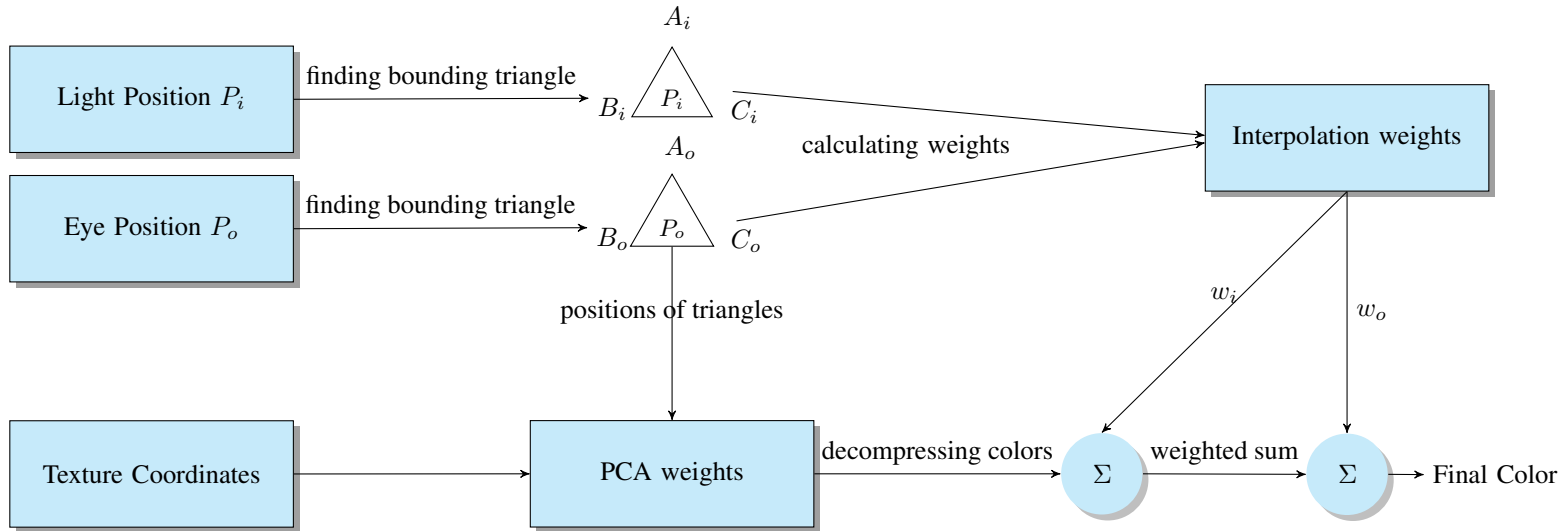 A_i
Light Position P_i
finding bounding triangle
B_i
P_i
C_i
calculating weights
Interpolation weights
A_o
Eye Position P_o
finding bounding triangle
B_o
P_o
C_o
positions of triangles
w_i
w_o
Texture Coordinates
PCA weights
decompressing colors
Σ
weighted sum
Σ
Final Color